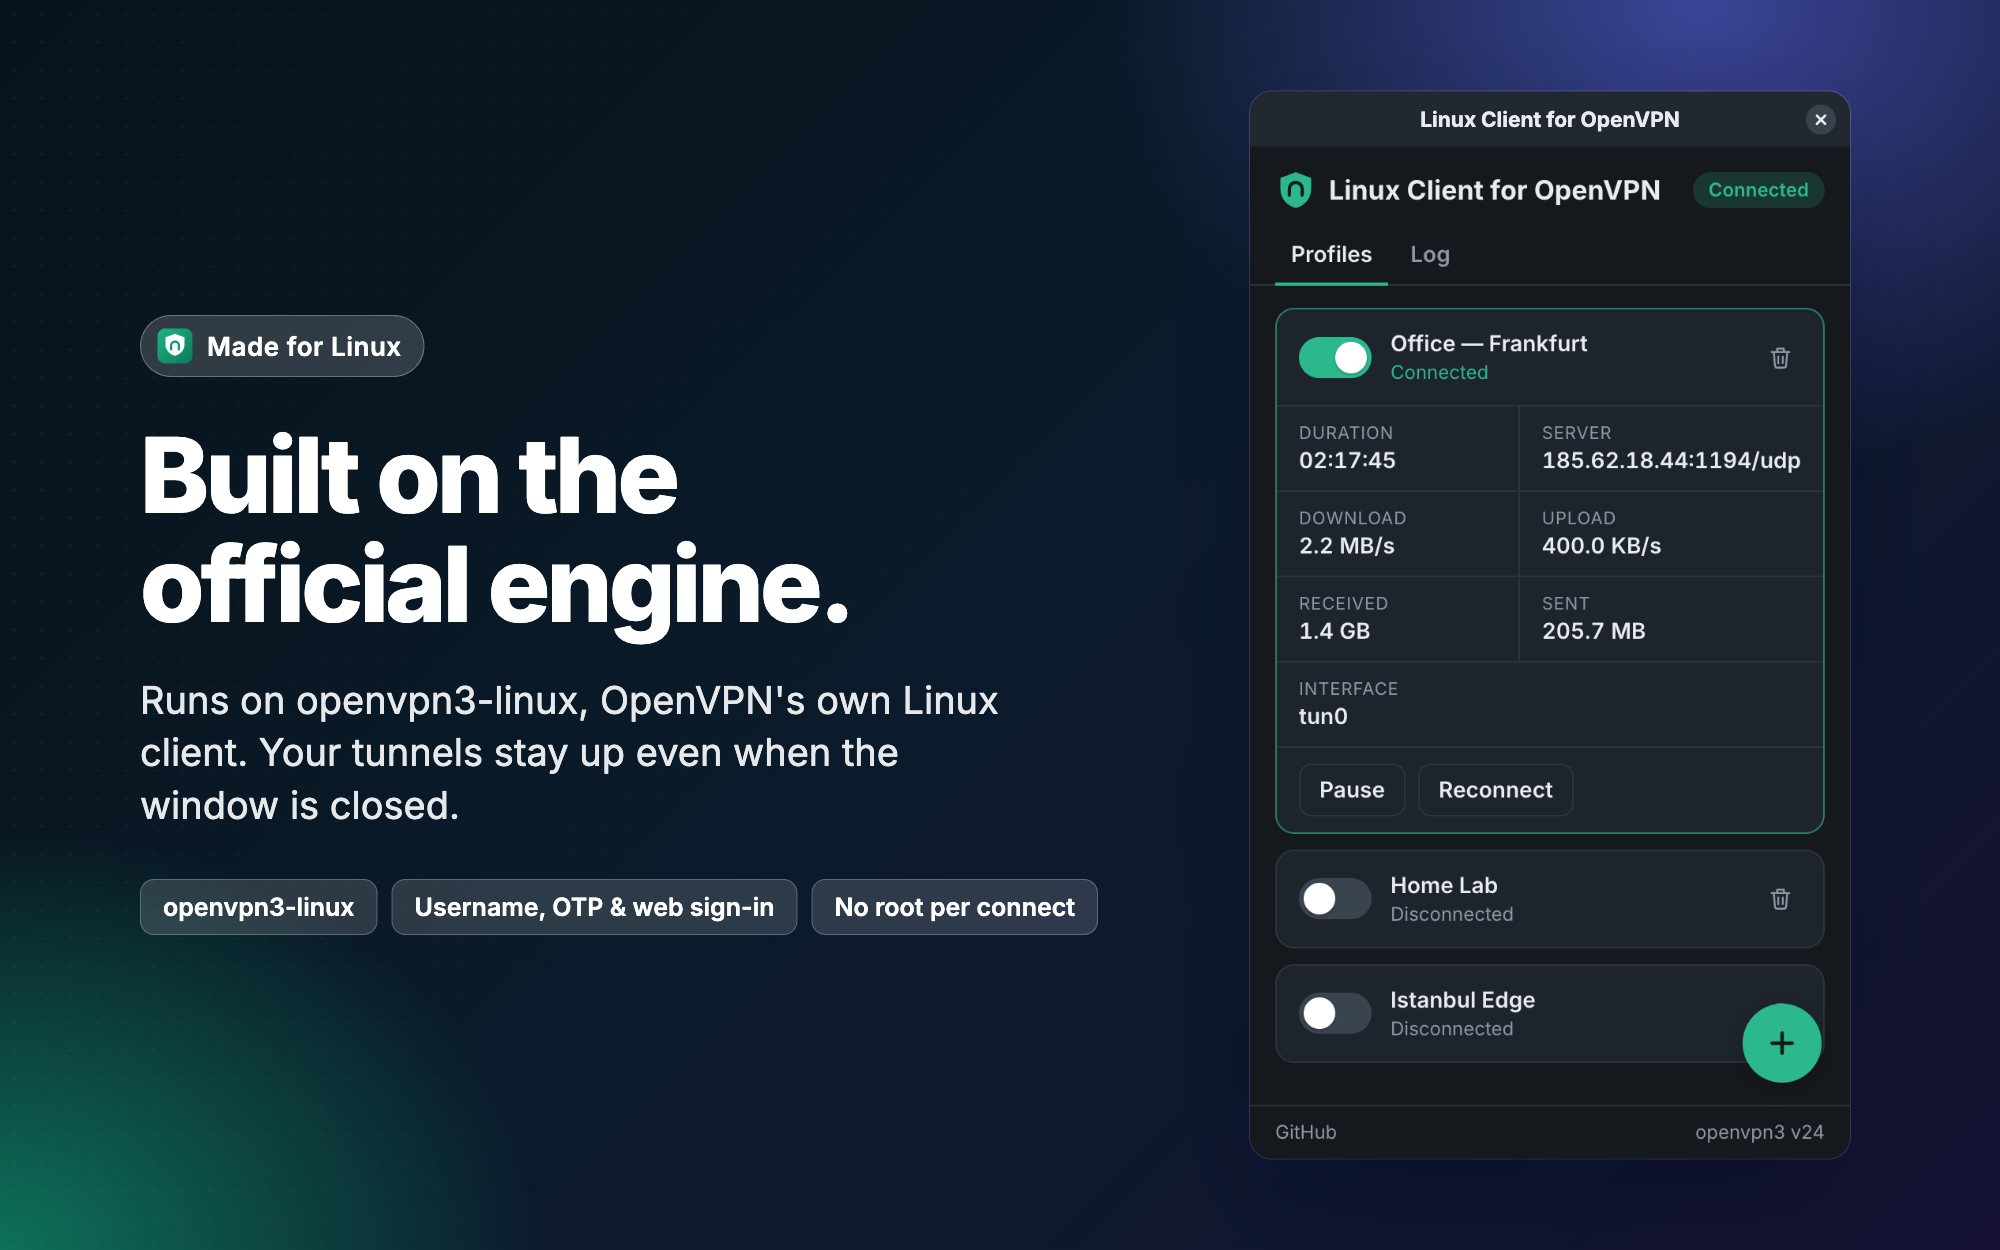 Made for Linux
Built on the
official engine.
Runs on openvpn3-linux, OpenVPN's own Linux
client. Your tunnels stay up even when the
window is closed.
openvpn3-linux
Username, OTP & web sign-in
No root per connect
Linux Client for OpenVPN
Linux Client for OpenVPN
Connected
Profiles
Log
Office — Frankfurt
Connected
DURATION
02:17:45
SERVER
185.62.18.44:1194/udp
DOWNLOAD
2.2 MB/s
UPLOAD
400.0 KB/s
RECEIVED
1.4 GB
SENT
205.7 MB
INTERFACE
tun0
Pause
Reconnect
Home Lab
Disconnected
Istanbul Edge
Disconnected
GitHub
openvpn3 v24